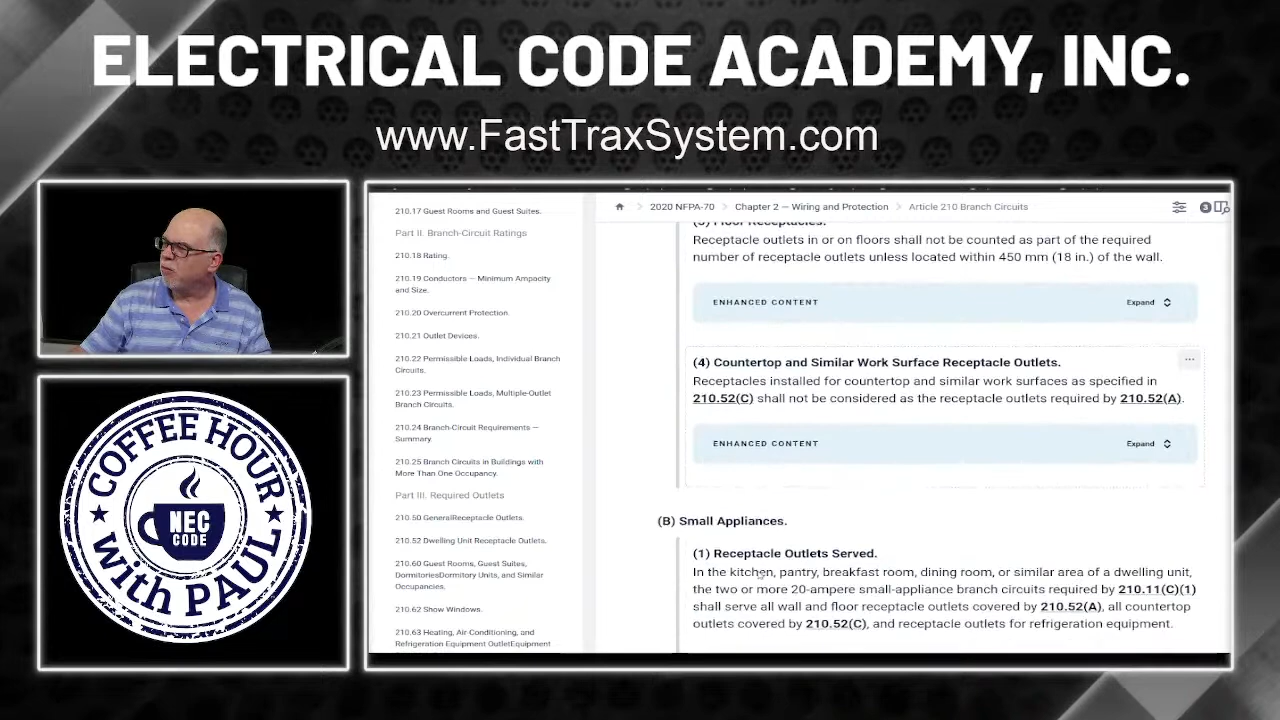 ELECTRICAL CODE ACADEMY, INC.
www.FastTraxSystem.com
COFFEE HOUR
NEC
CODE
with PAUL
210.17 Guest Rooms and Guest Suites.
Part II. Branch-Circuit Ratings
210.18 Rating.
210.19 Conductors — Minimum Ampacity
and Size.
210.20 Overcurrent Protection.
210.21 Outlet Devices.
210.22 Permissible Loads, Individual Branch
Circuits.
210.23 Permissible Loads, Multiple-Outlet
Branch Circuits.
210.24 Branch-Circuit Requirements —
Summary.
210.25 Branch Circuits in Buildings with
More Than One Occupancy.
Part III. Required Outlets
210.50 GeneralReceptacle Outlets.
210.52 Dwelling Unit Receptacle Outlets.
210.60 Guest Rooms, Guest Suites,
DormitoriesDormitory Units, and Similar
Occupancies.
210.62 Show Windows.
210.63 Heating, Air-Conditioning, and
Refrigeration Equipment OutletEquipment
2020 NFPA-70 > Chapter 2 — Wiring and Protection > Article 210 Branch Circuits
3
(3) Floor Receptacles.
Receptacle outlets in or on floors shall not be counted as part of the required
number of receptacle outlets unless located within 450 mm (18 in.) of the wall.
ENHANCED CONTENT Expand
(4) Countertop and Similar Work Surface Receptacle Outlets.
Receptacles installed for countertop and similar work surfaces as specified in
210.52(C) shall not be considered as the receptacle outlets required by 210.52(A).
ENHANCED CONTENT Expand
(B) Small Appliances.
(1) Receptacle Outlets Served.
In the kitchen, pantry, breakfast room, dining room, or similar area of a dwelling unit,
the two or more 20-ampere small-appliance branch circuits required by 210.11(C)(1)
shall serve all wall and floor receptacle outlets covered by 210.52(A), all countertop
outlets covered by 210.52(C), and receptacle outlets for refrigeration equipment.